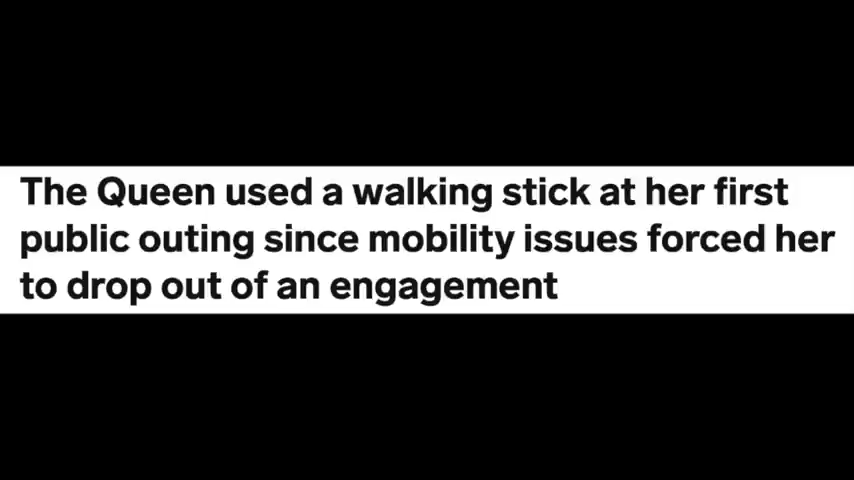 The Queen used a walking stick at her first
public outing since mobility issues forced her
to drop out of an engagement